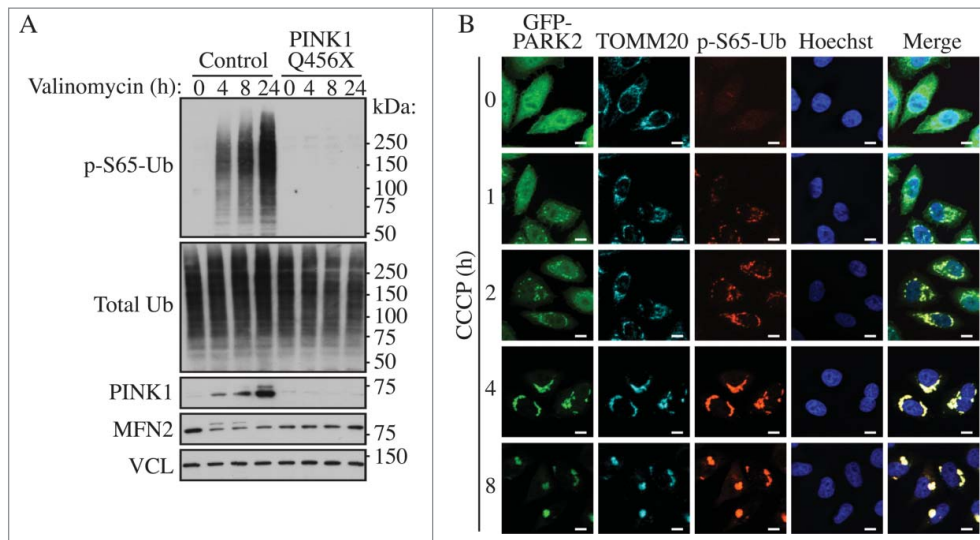 A
Control
PINK1
Q456X
Valinomycin (h): 0 4 8 24 0 4 8 24
kDa:
p-S65-Ub
250
150
100
75
50
Total Ub
250
150
100
75
50
PINK1
75
MFN2
75
VCL
150
B
GFP-
PARK2 TOMM20 p-S65-Ub Hoechst Merge
CCCP (h)
0
1
2
4
8